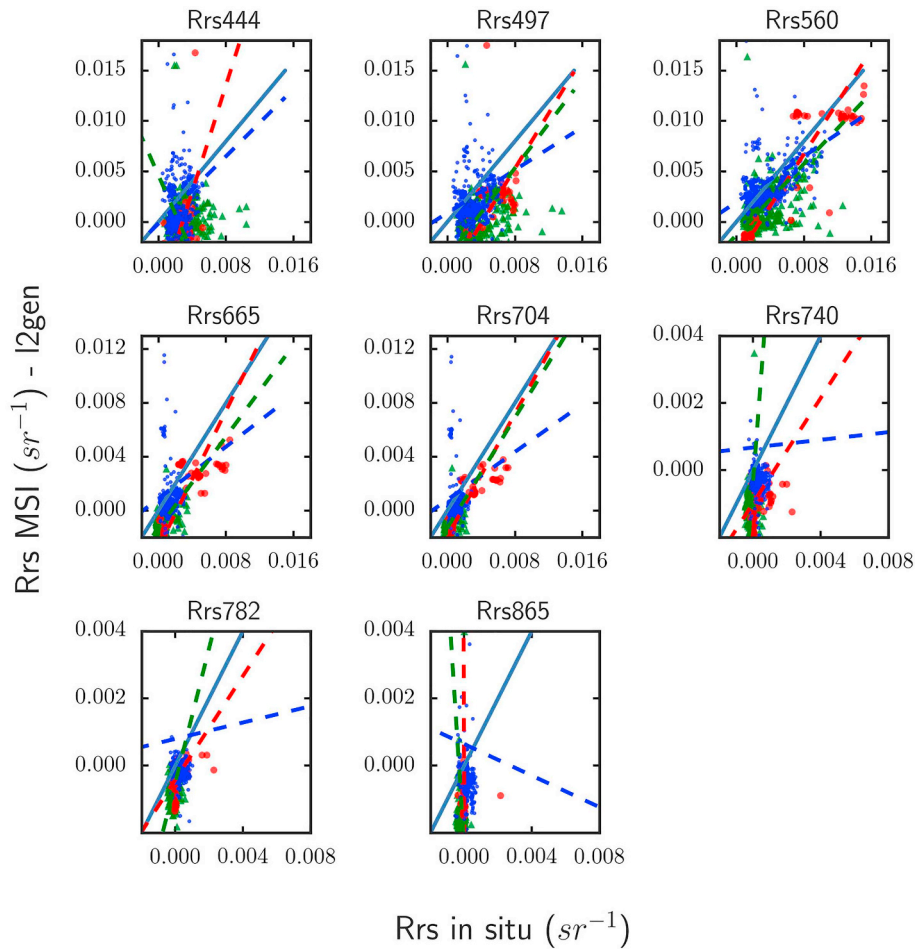 Rrs444 Rrs497 Rrs560
0.015 0.015 0.015
0.010 0.010 0.010
0.005 0.005 0.005
0.000 0.000 0.000
0.000 0.008 0.016 0.000 0.008 0.016 0.000 0.008 0.016
Rrs MSI (sr⁻¹) - l2gen
Rrs665 Rrs704 Rrs740
0.012 0.012 0.004
0.008 0.008 0.002
0.004 0.004 0.000
0.000 0.000
0.000 0.008 0.016 0.000 0.008 0.016 0.000 0.004 0.008
Rrs782 Rrs865
0.004 0.004
0.002 0.002
0.000 0.000
0.000 0.004 0.008 0.000 0.004 0.008
Rrs in situ (sr⁻¹)